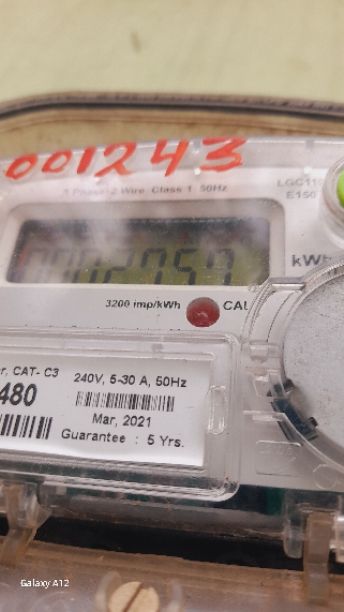 001243
1 Phase 2 Wire, Class 1 50Hz
E150
kWh
3200 imp/kWh
CAL
r, CAT- C3
480
240V, 5-30 A, 50Hz
Mar, 2021
Guarantee : 5 Yrs.
Galaxy A12